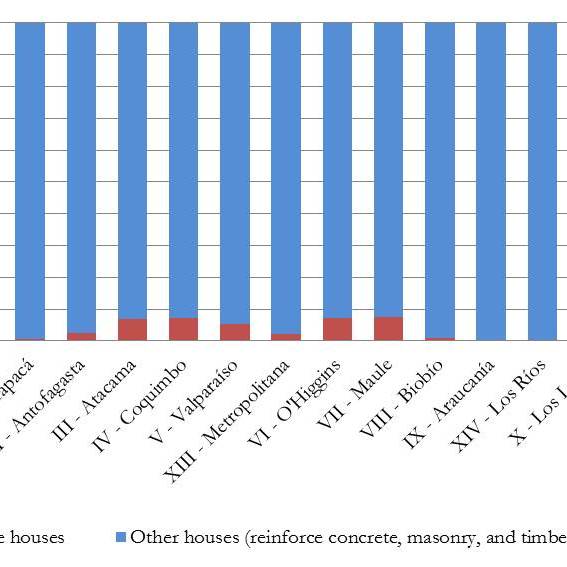 apacá
I - Antofagasta
III - Atacama
IV - Coquimbo
V - Valparaíso
XIII - Metropolitana
VI - O'Higgins
VII - Maule
VIII - Biobío
IX - Araucanía
XIV - Los Ríos
X - Los
e houses
Other houses (reinforce concrete, masonry, and timbe